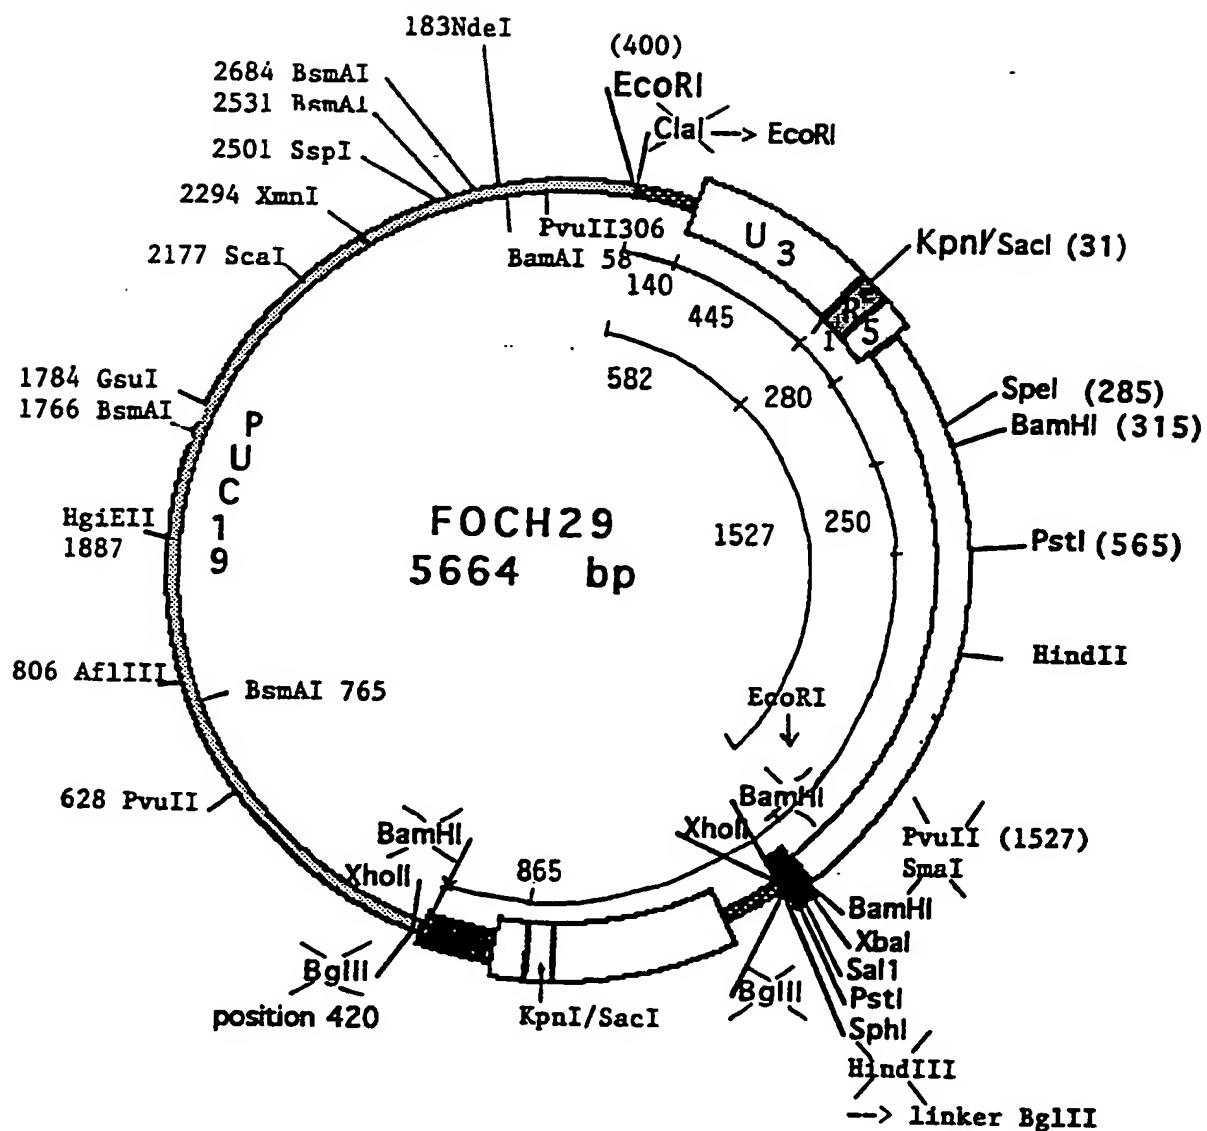 183NdeI
(400)
EcoRI
ClaI --> EcoRI
2684 BsmAI
2531 BsmAI
2501 SspI
2294 XmnI
2177 ScaI
PvuII306
BamAI 58
U 3
KpnI/SacI (31)
R
5
1
140
445
582
280
1784 GsuI
1766 BsmAI
SpeI (285)
BamHI (315)
PUC19
HgiEII
1887
FOCH29
5664 bp
1527
250
PstI (565)
HindII
806 AflIII
BsmAI 765
EcoRI
628 PvuII
BamHI
XhoII
BamHI
XhoII
865
PvuII (1527)
SmaI
BamHI
XbaI
Sal1
PstI
SphI
HindIII
--> linker BglII
BglII
position 420
KpnI/SacI
BglII